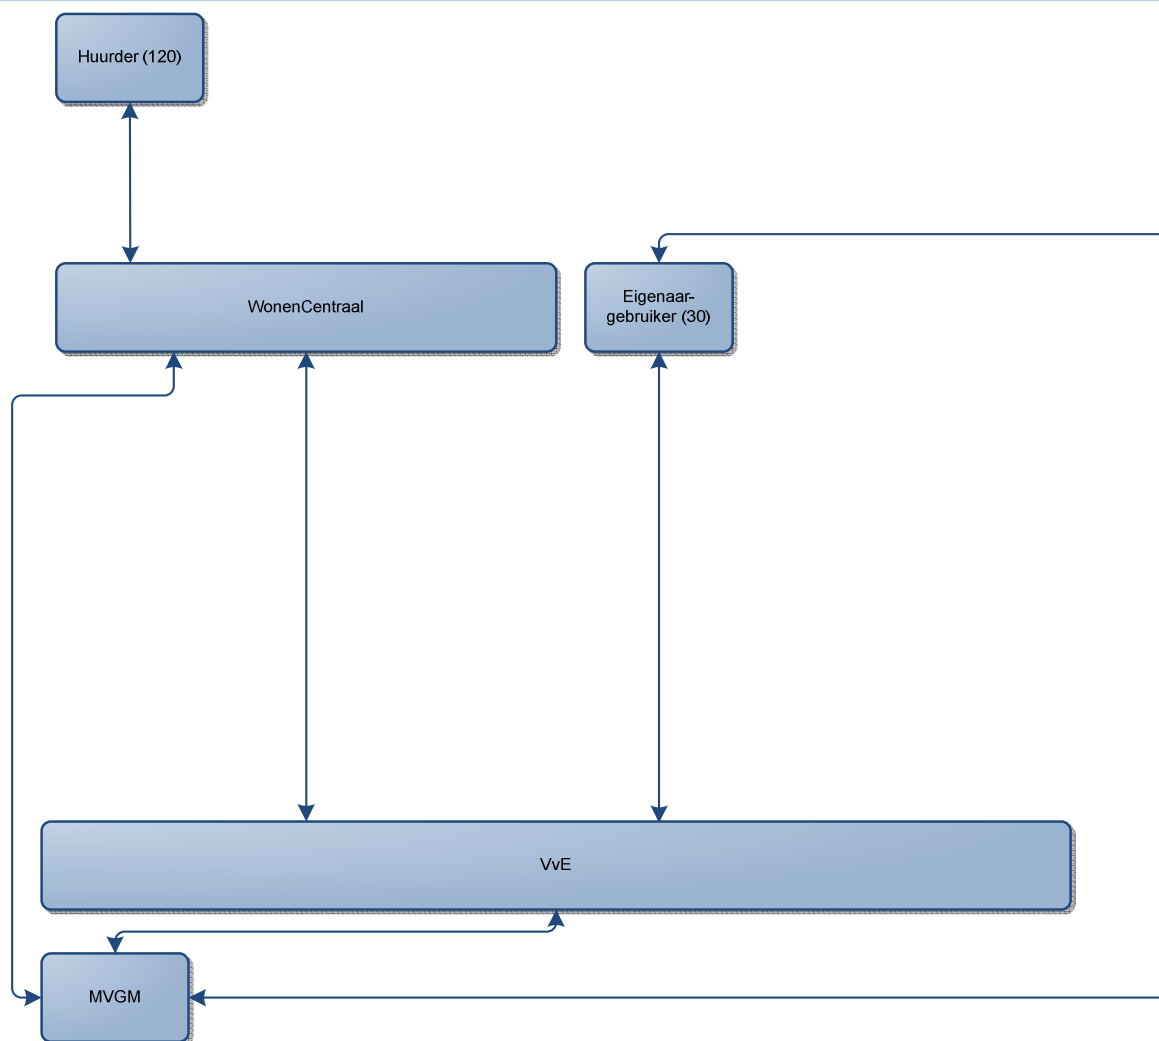 Huurder (120)
WonenCentraal
Eigenaar-
gebruiker (30)
VvE
MVGM